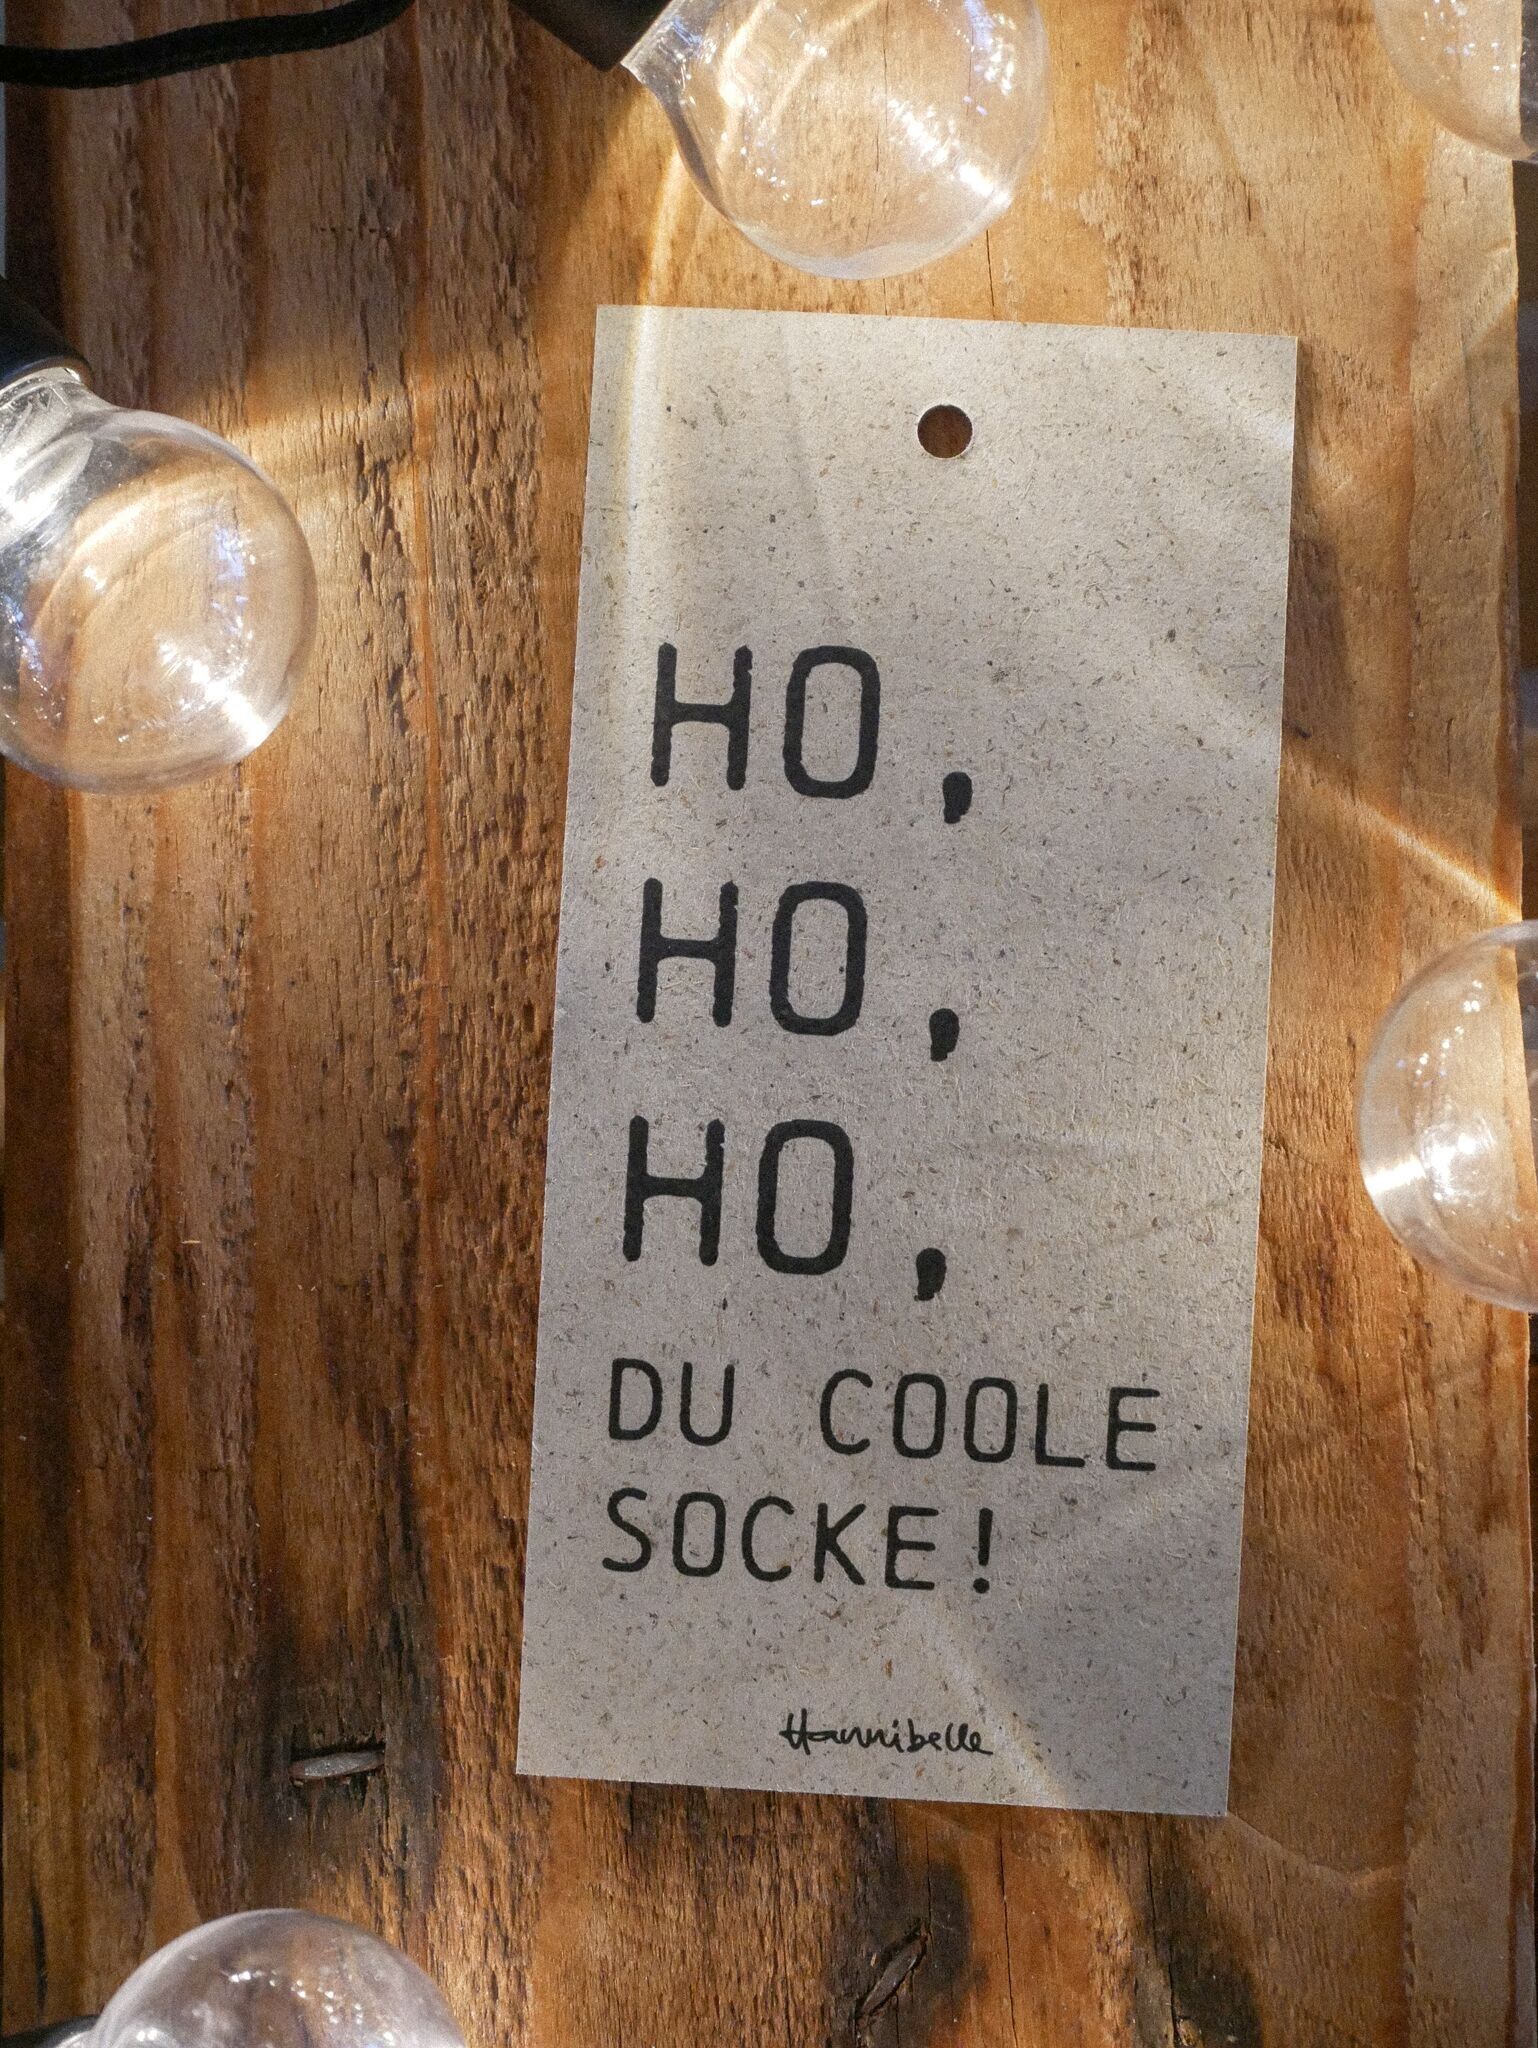 HO,
HO,
HO,
DU COOLE
SOCKE!
Hannibelle